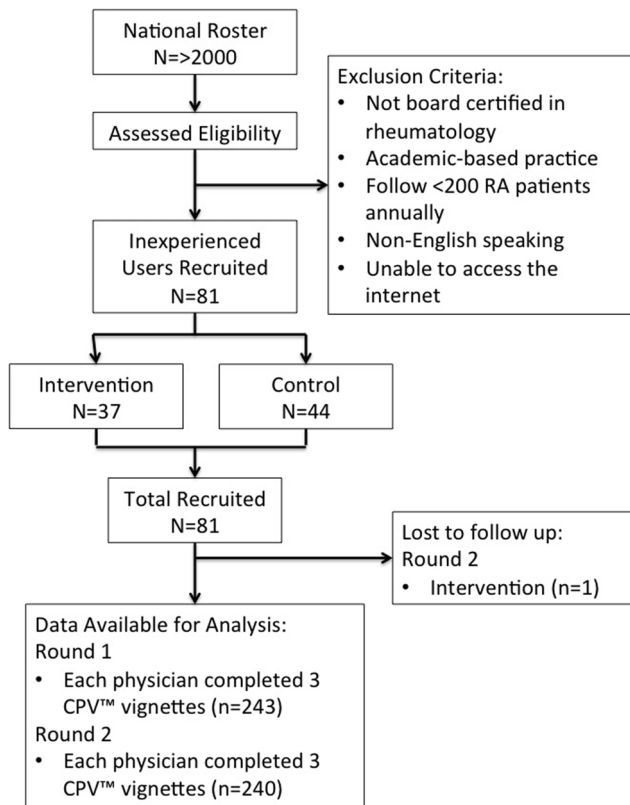 National Roster
N=>2000
Assessed Eligibility
Exclusion Criteria:
• Not board certified in
rheumatology
• Academic-based practice
• Follow <200 RA patients
annually
• Non-English speaking
• Unable to access the
internet
Inexperienced
Users Recruited
N=81
Intervention
N=37
Control
N=44
Total Recruited
N=81
Lost to follow up:
Round 2
• Intervention (n=1)
Data Available for Analysis:
Round 1
• Each physician completed 3
CPV™ vignettes (n=243)
Round 2
• Each physician completed 3
CPV™ vignettes (n=240)